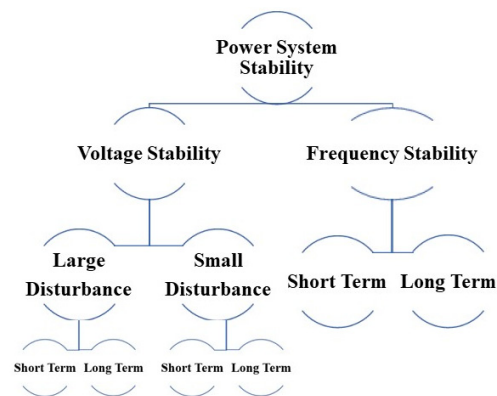 Power System
Stability
Voltage Stability
Frequency Stability
Large
Disturbance
Small
Disturbance
Short Term
Long Term
Short Term
Long Term
Short Term
Long Term